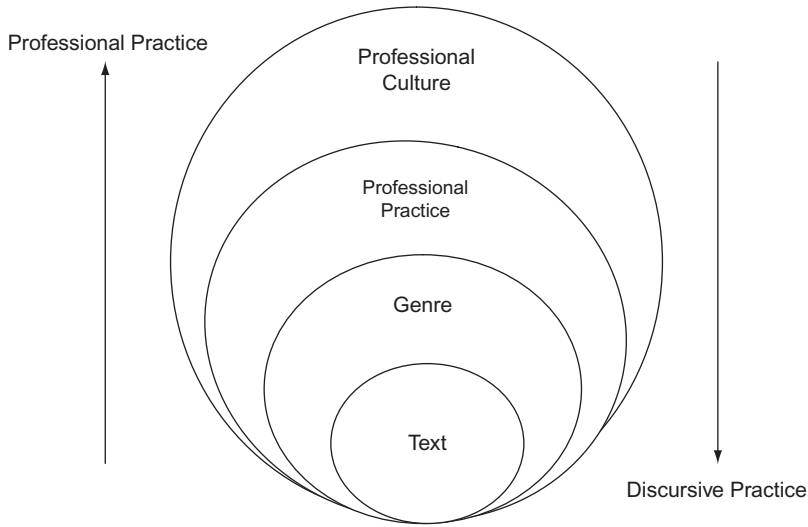 Professional Practice
Professional
Culture
Professional
Practice
Genre
Text
Discursive Practice